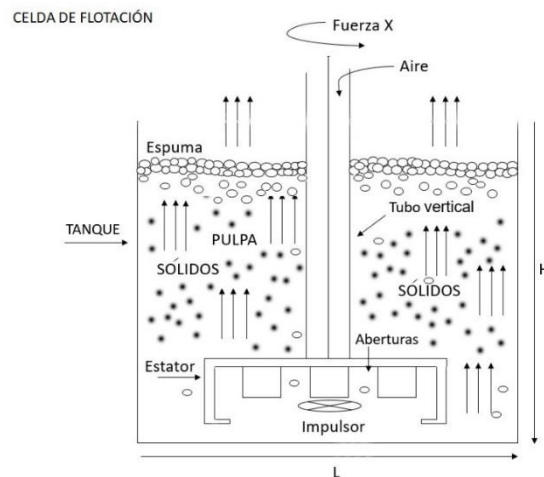 CELDA DE FLOTACIÓN
Fuerza X
Aire
Espuma
Tubo vertical
TANQUE
PULPA
SÓLIDOS
SÓLIDOS
H
Aberturas
Estator
Impulsor
L